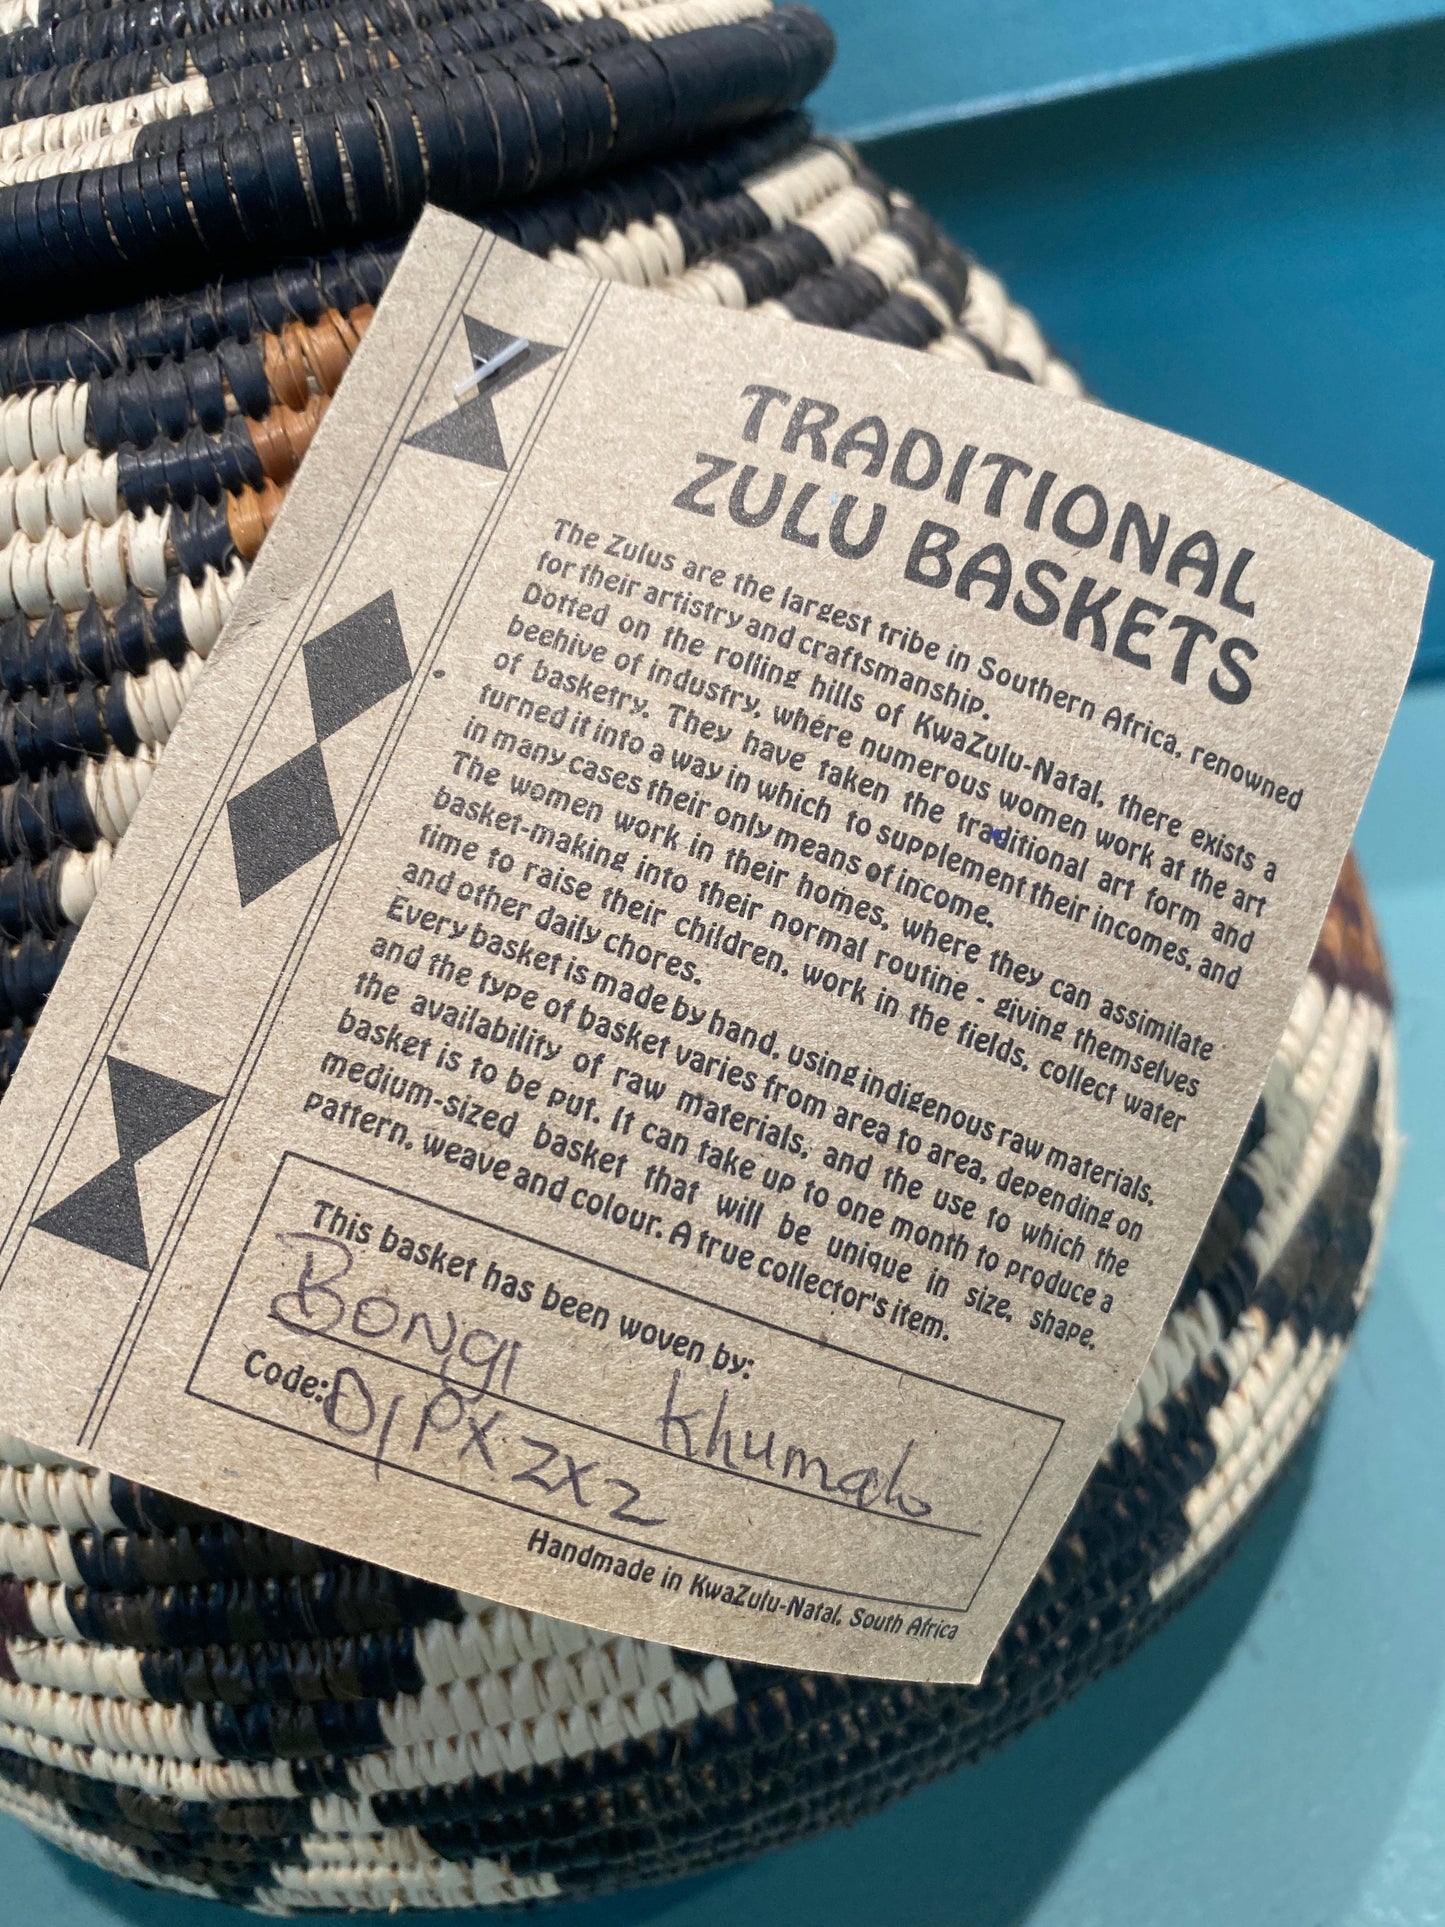 TRADITIONAL
ZULU BASKETS
The Zulus are the largest tribe in Southern Africa, renowned
for their artistry and craftsmanship.
Dotted on the rolling hills of KwaZulu-Natal, there exists a
beehive of industry, where numerous women work at the art
of basketry. They have taken the traditional art form and
turned it into a way in which to supplement their incomes, and
in many cases their only means of income.
The women work in their homes, where they can assimilate
basket-making into their normal routine - giving themselves
time to raise their children, work in the fields, collect water
and other daily chores.
Every basket is made by hand, using indigenous raw materials,
and the type of basket varies from area to area, depending on
the availability of raw materials, and the use to which the
basket is to be put. It can take up to one month to produce a
medium-sized basket that will be unique in size, shape,
pattern, weave and colour. A true collector's item.
This basket has been woven by:
Bongi Khumalo
Code: D/PX2X2
Handmade in KwaZulu-Natal, South Africa